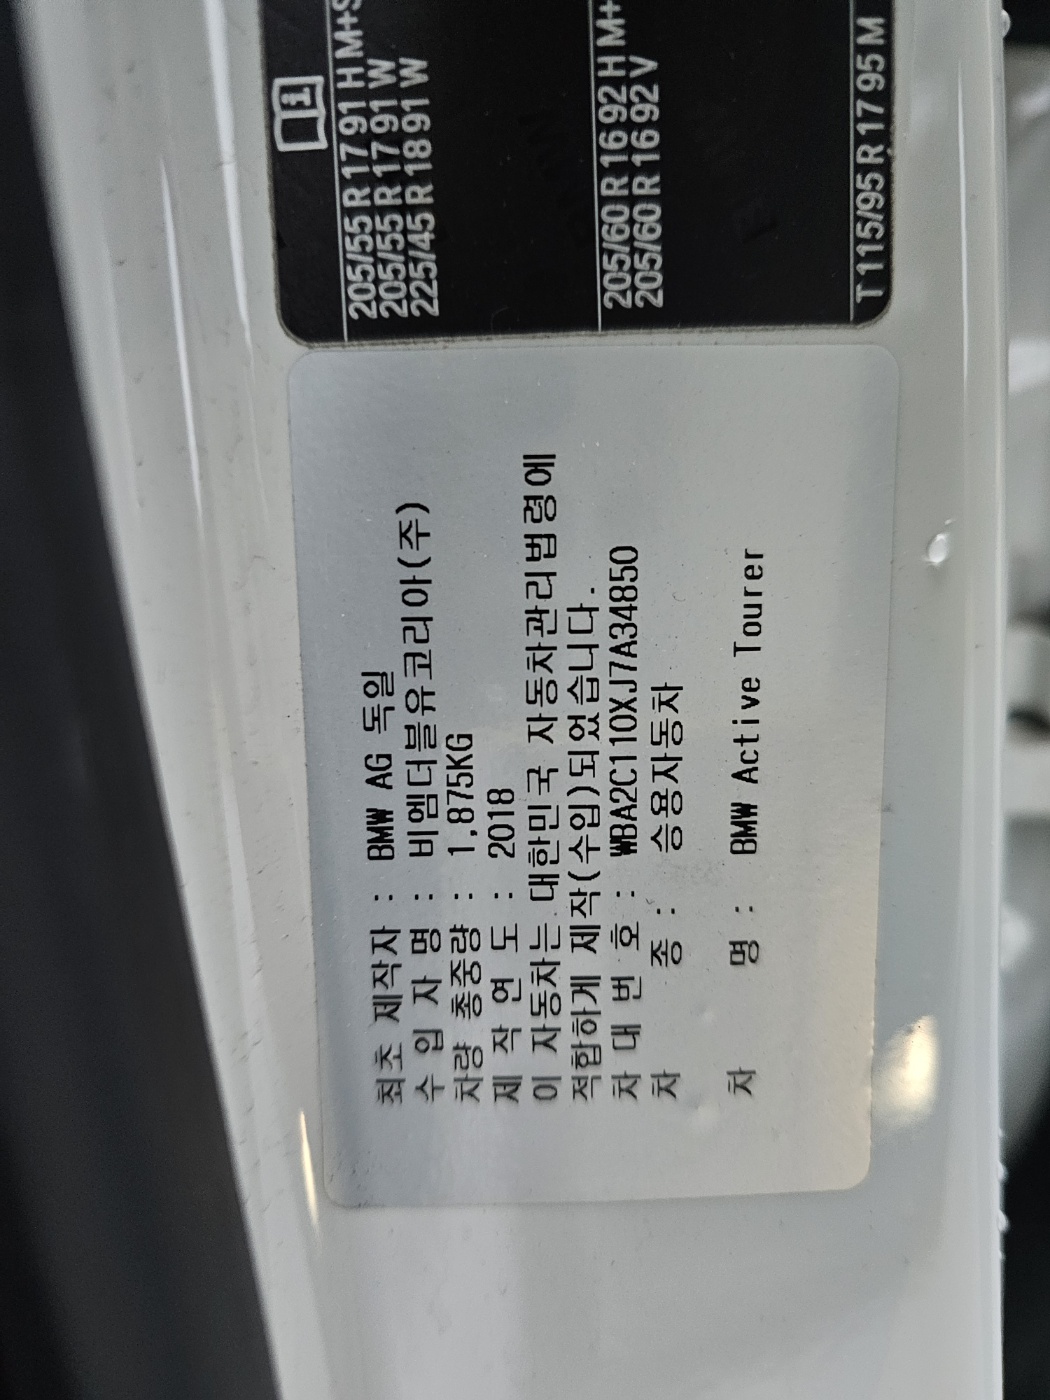 최초 제작자 : BMW AG 독일
수 입 자 명 : 비엠더블유코리아(주)
차량 총중량 : 1,875KG
제 작 연 도 : 2018
이 자동차는 대한민국 자동차관리법령에
적합하게 제작(수입)되었습니다.
차 대 번 호 : WBA2C110XJ7A34850
차 종 : 승용자동차
차 명 : BMW Active Tourer
205/55 R 17 91 H M+S
205/55 R 17 91 W
225/45 R 18 91 W
205/60 R 16 92 H M+
205/60 R 16 92 V
T 115/95 R 17 95 M